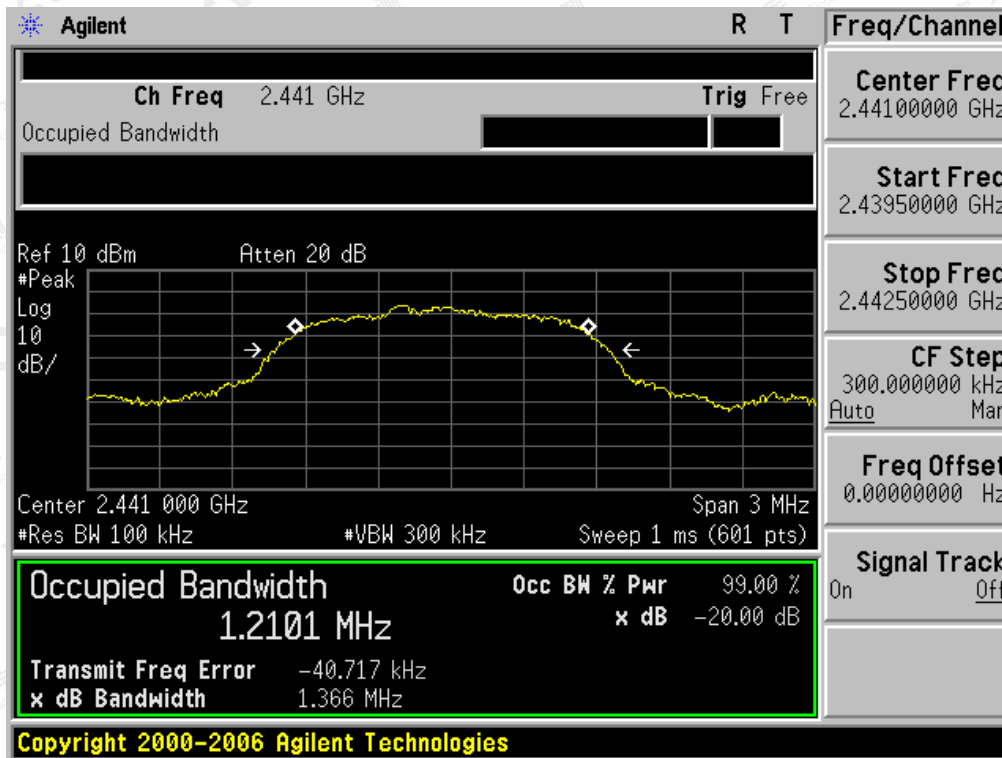 Agilent R T Freq/Channel
Ch Freq 2.441 GHz Trig Free
Occupied Bandwidth
Center Freq
2.44100000 GHz
Start Freq
2.43950000 GHz
Stop Freq
2.44250000 GHz
CF Step
300.000000 kHz
Auto Man
Freq Offset
0.00000000 Hz
Signal Track
On Off
Ref 10 dBm Atten 20 dB
#Peak
Log
10
dB/
Center 2.441 000 GHz Span 3 MHz
#Res BW 100 kHz #VBW 300 kHz Sweep 1 ms (601 pts)
Occupied Bandwidth Occ BW % Pwr 99.00 %
1.2101 MHz x dB -20.00 dB
Transmit Freq Error -40.717 kHz
x dB Bandwidth 1.366 MHz
Copyright 2000-2006 Agilent Technologies